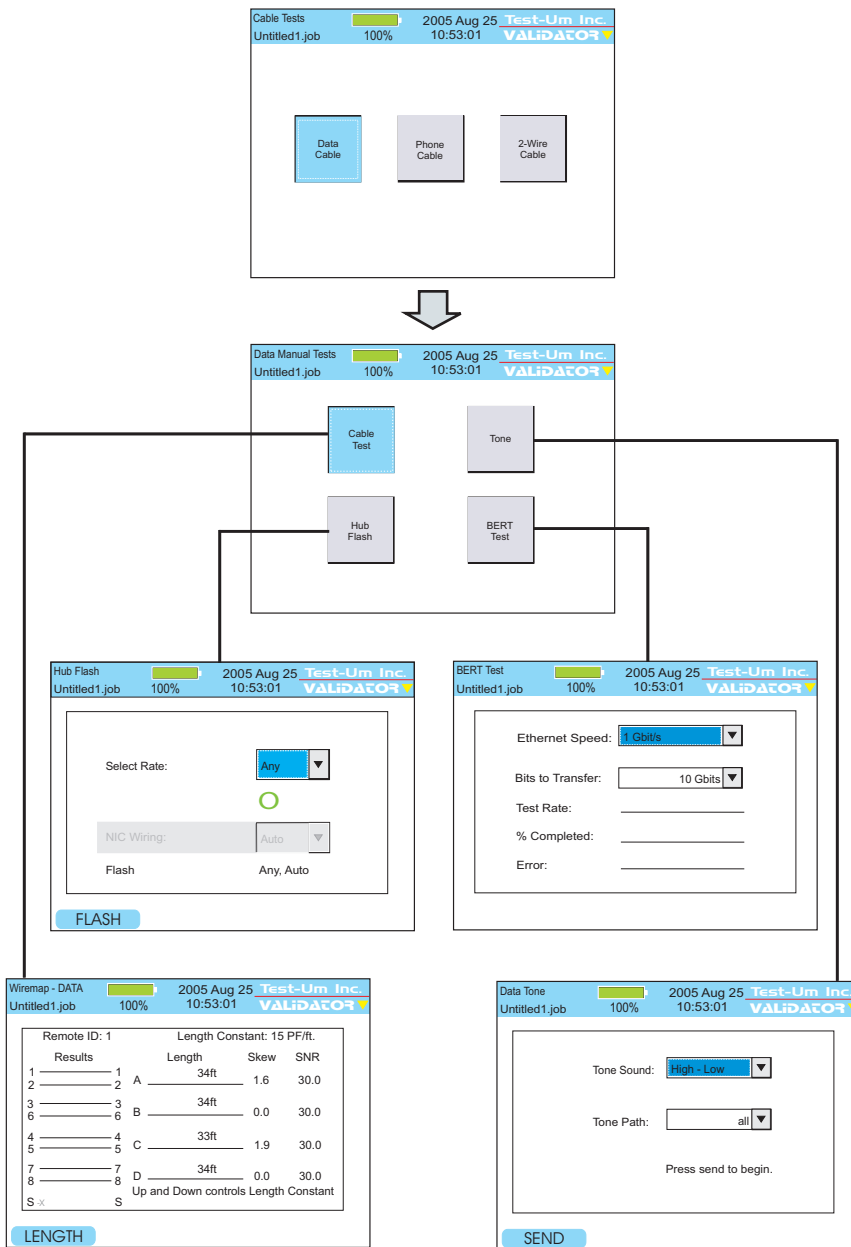 Cable Tests 2005 Aug 25 Test-Um Inc.
Untitled1.job 100% 10:53:01 VALIDATOR
Data Cable
Phone Cable
2-Wire Cable
Data Manual Tests 2005 Aug 25 Test-Um Inc.
Untitled1.job 100% 10:53:01 VALIDATOR
Cable Test
Tone
Hub Flash
BERT Test
Hub Flash 2005 Aug 25 Test-Um Inc.
Untitled1.job 100% 10:53:01 VALIDATOR
Select Rate: Any
NIC Wiring: Auto
Flash Any, Auto
FLASH
BERT Test 2005 Aug 25 Test-Um Inc.
Untitled1.job 100% 10:53:01 VALIDATOR
Ethernet Speed: 1 Gbit/s
Bits to Transfer: 10 Gbits
Test Rate:
% Completed:
Error:
Wiremap - DATA 2005 Aug 25 Test-Um Inc.
Untitled1.job 100% 10:53:01 VALIDATOR
Remote ID: 1 Length Constant: 15 PF/ft.
Results Length Skew SNR
1 1 34ft
2 2 A 1.6 30.0
3 3 34ft
6 6 B 0.0 30.0
4 4 33ft
5 5 C 1.9 30.0
7 7 34ft
8 8 D 0.0 30.0
Up and Down controls Length Constant
S -X S
LENGTH
Data Tone 2005 Aug 25 Test-Um Inc.
Untitled1.job 100% 10:53:01 VALIDATOR
Tone Sound: High - Low
Tone Path: all
Press send to begin.
SEND